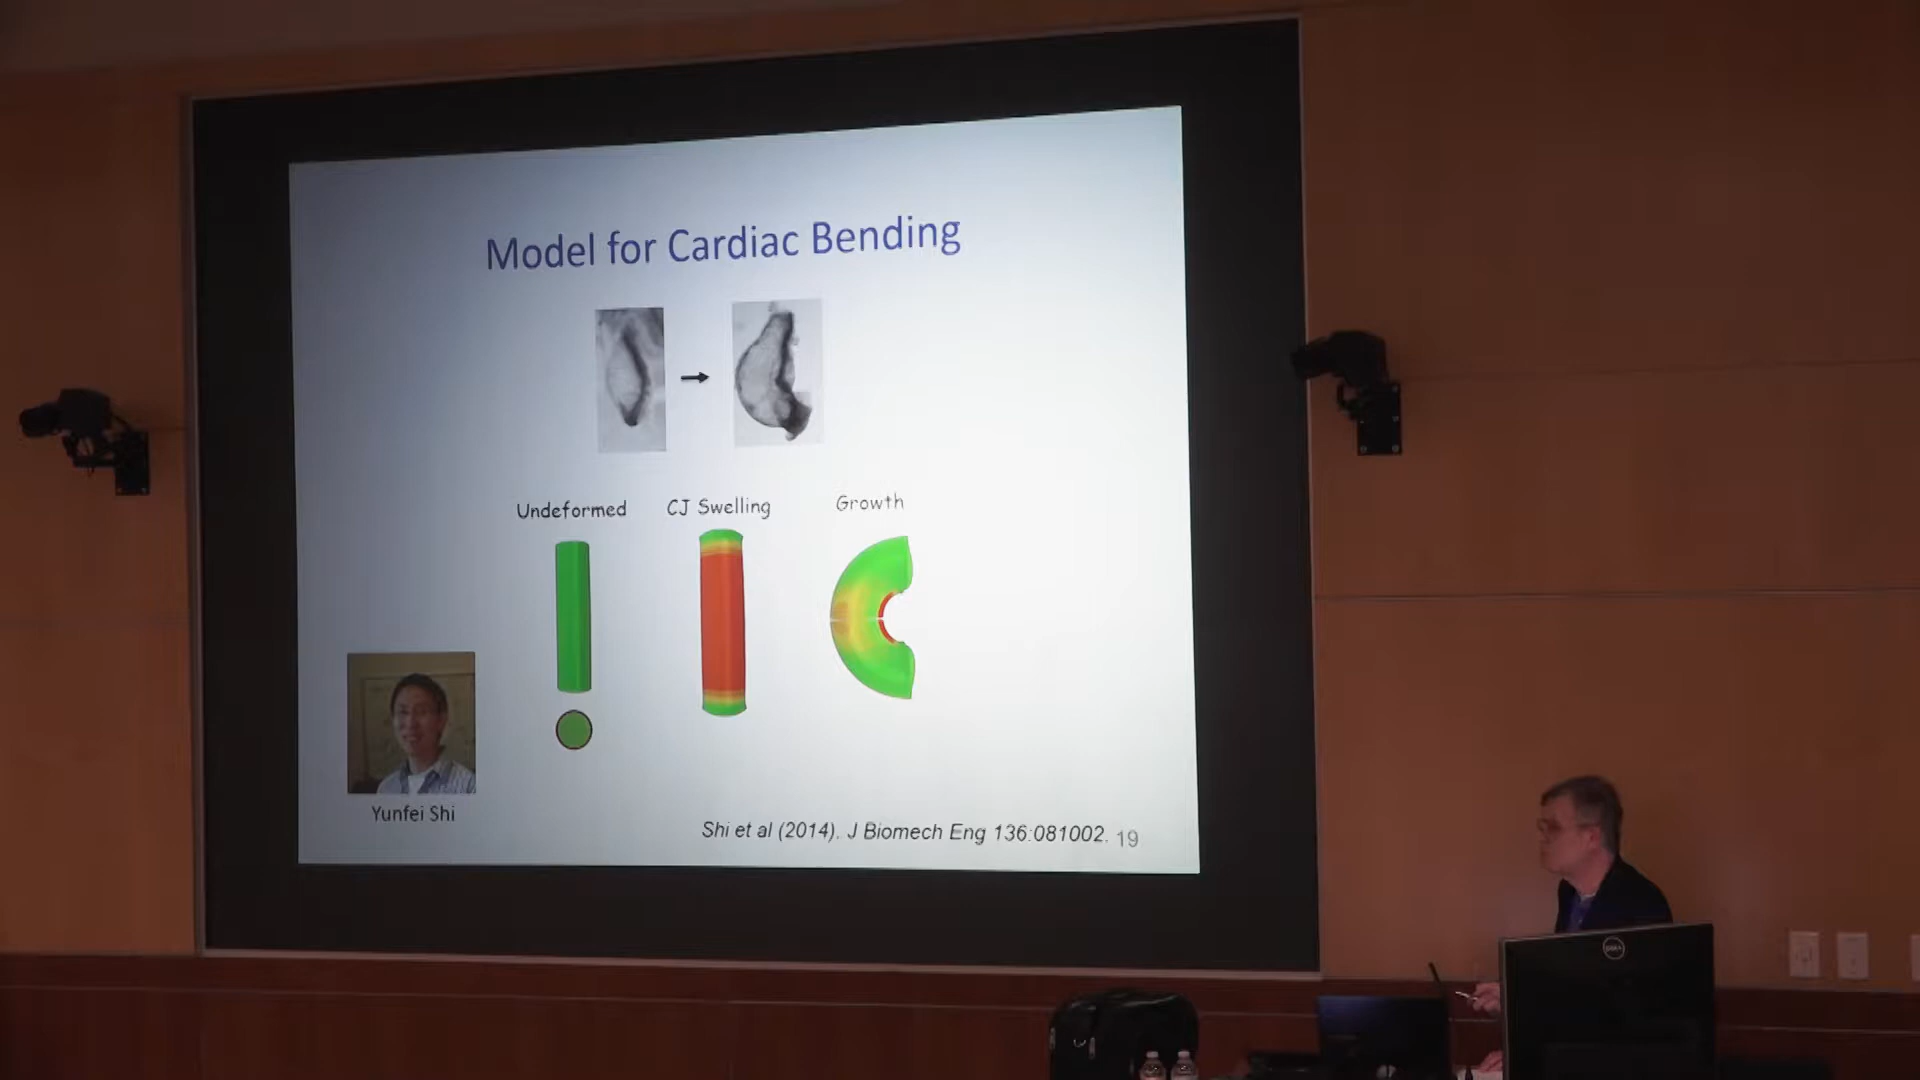 Model for Cardiac Bending
Undeformed CJ Swelling Growth
Yunfei Shi
Shi et al (2014). J Biomech Eng 136:081002. 19
DELL